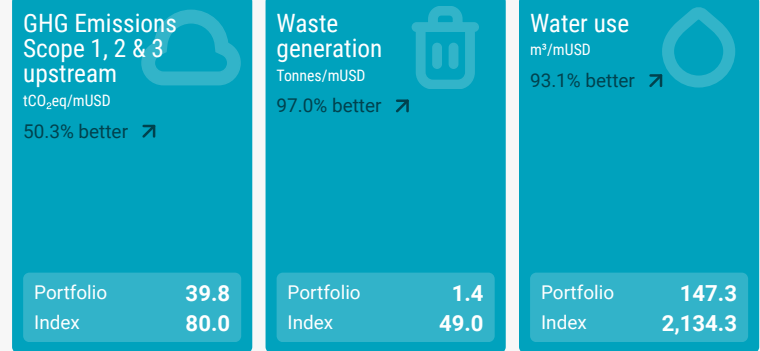 GHG Emissions
Scope 1, 2 & 3
upstream
tCO₂eq/mUSD
50.3% better
Portfolio 39.8
Index 80.0
Waste
generation
Tonnes/mUSD
97.0% better
Portfolio 1.4
Index 49.0
Water use
m³/mUSD
93.1% better
Portfolio 147.3
Index 2,134.3